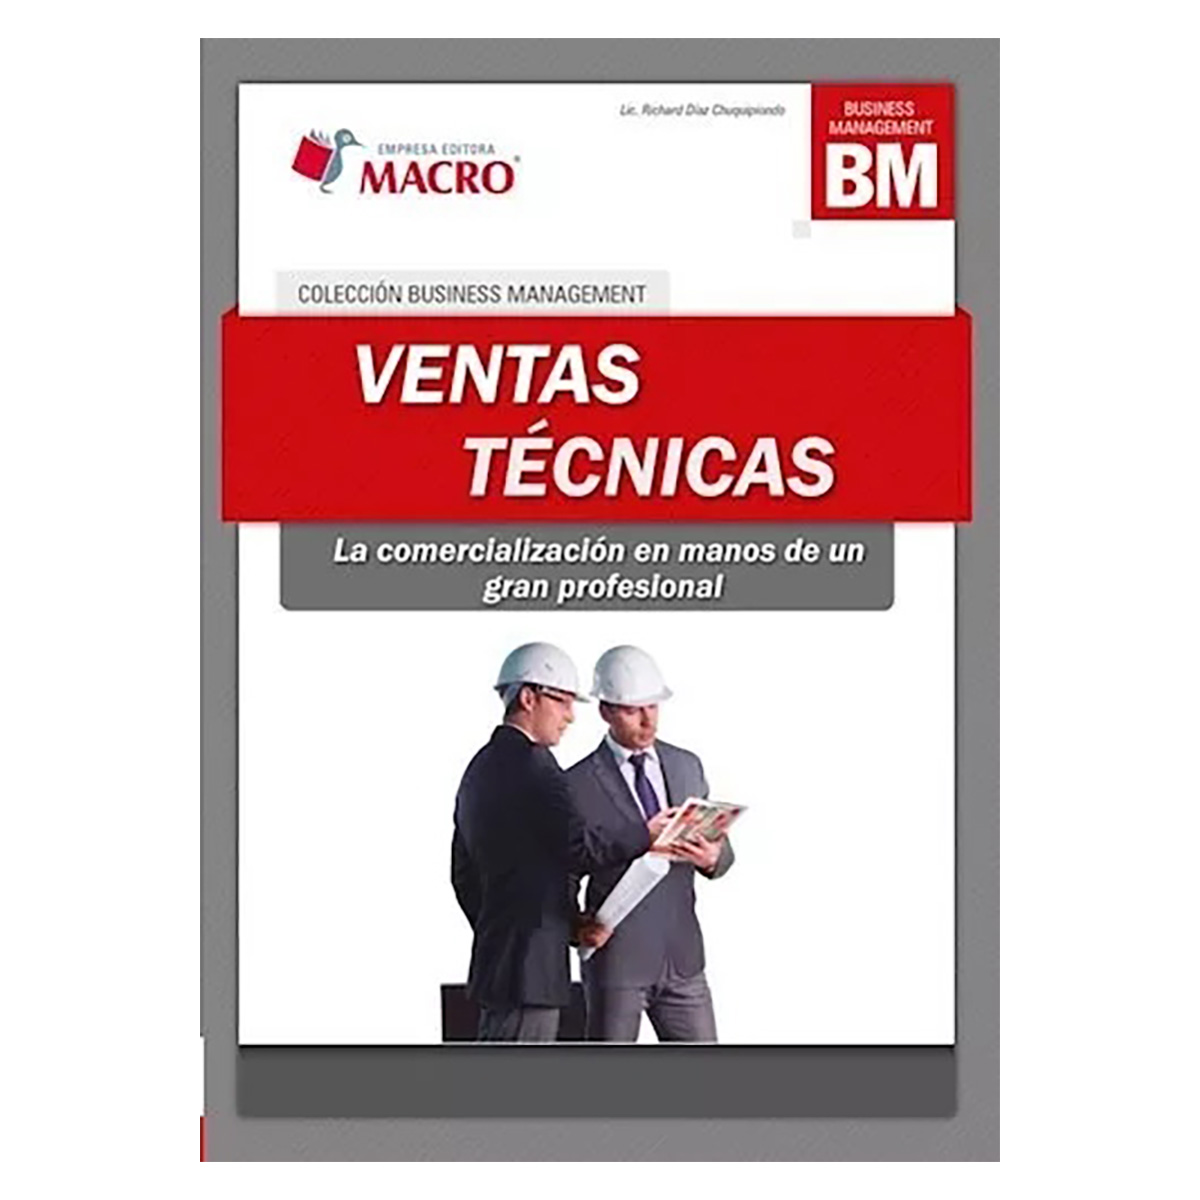 Lic. Richard Díaz Chuquipiondo
BUSINESS
MANAGEMENT
BM
EMPRESA EDITORA
MACRO®
COLECCIÓN BUSINESS MANAGEMENT
VENTAS
TÉCNICAS
La comercialización en manos de un
gran profesional